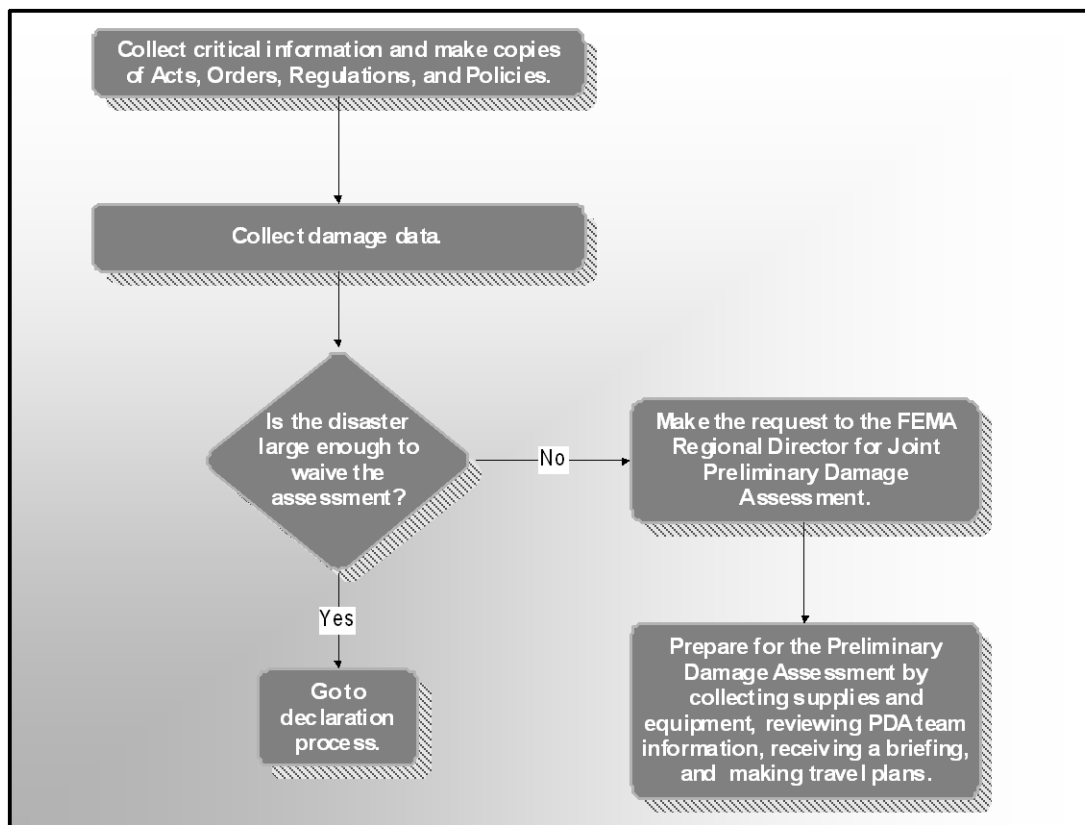 Collect critical information and make copies
of Acts, Orders, Regulations, and Policies.
Collect damage data.
Is the disaster
large enough to
waive the
assessment?
No
Make the request to the FEMA
Regional Director for Joint
Preliminary Damage
Assessment.
Yes
Go to
declaration
process.
Prepare for the Preliminary
Damage Assessment by
collecting supplies and
equipment, reviewing PDA team
information, receiving a briefing,
and making travel plans.